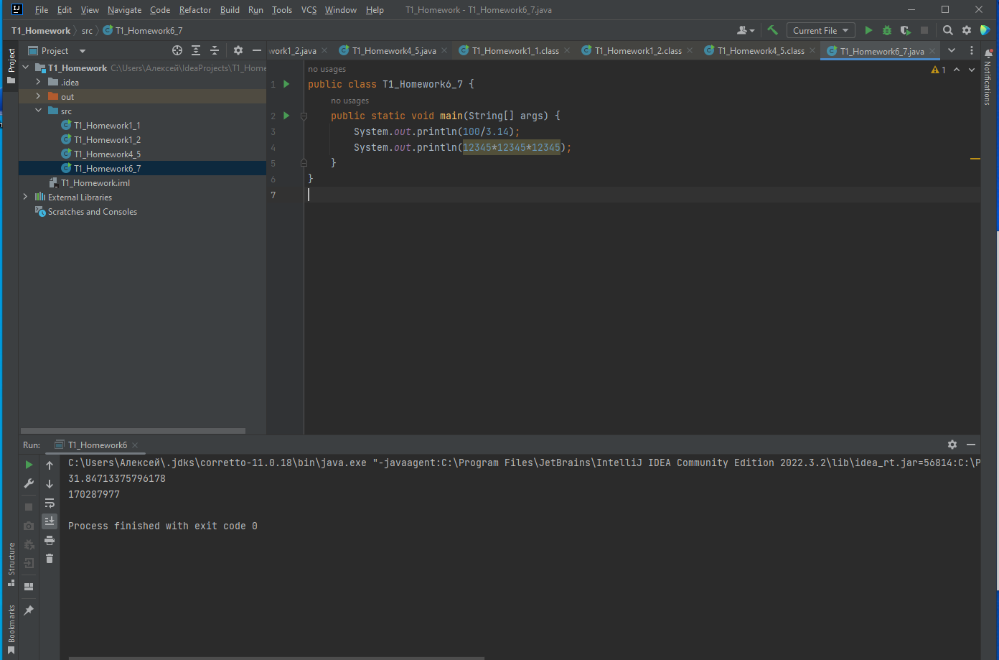 File Edit View Navigate Code Refactor Build Run Tools VCS Window Help T1_Homework - T1_Homework6_7.java
T1_Homework src T1_Homework6_7 Current File
Project work1_2.java T1_Homework4_5.java T1_Homework1_1.class T1_Homework1_2.class T1_Homework4_5.class T1_Homework6_7.java
Project
T1_Homework C:\Users\Алексей\IdeaProjects\T1_Home
.idea
out
src
T1_Homework1_1
T1_Homework1_2
T1_Homework4_5
T1_Homework6_7
T1_Homework.iml
External Libraries
Scratches and Consoles
no usages
1 public class T1_Homework6_7 {
no usages
2 public static void main(String[] args) {
3 System.out.println(100/3.14);
4 System.out.println(12345*12345*12345);
5 }
6 }
7
1
Notifications
Run: T1_Homework6
C:\Users\Алексей\.jdks\corretto-11.0.18\bin\java.exe "-javaagent:C:\Program Files\JetBrains\IntelliJ IDEA Community Edition 2022.3.2\lib\idea_rt.jar=56814:C:\P
31.84713375796178
170287977
Process finished with exit code 0
Structure
Bookmarks